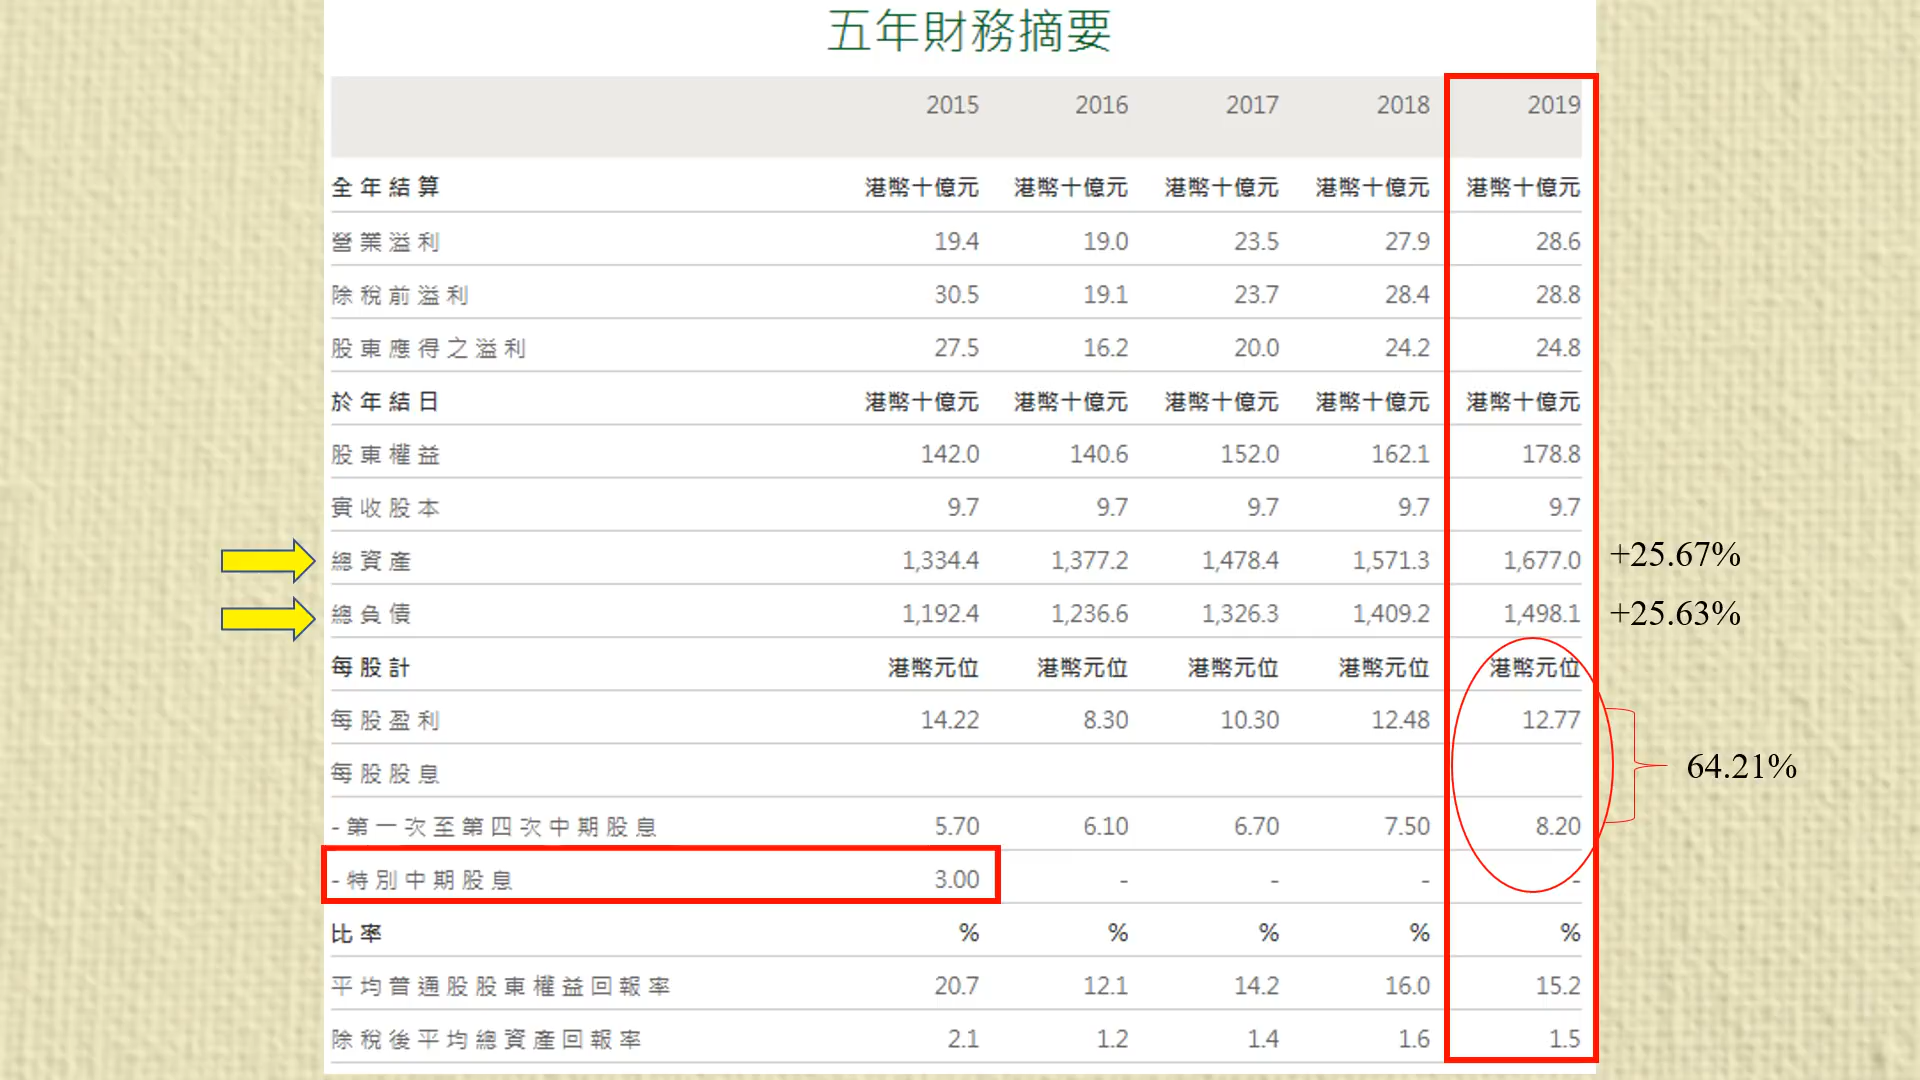 五年財務摘要
2015 2016 2017 2018 2019
全年結算 港幣十億元 港幣十億元 港幣十億元 港幣十億元 港幣十億元
營業溢利 19.4 19.0 23.5 27.9 28.6
除稅前溢利 30.5 19.1 23.7 28.4 28.8
股東應得之溢利 27.5 16.2 20.0 24.2 24.8
於年結日 港幣十億元 港幣十億元 港幣十億元 港幣十億元 港幣十億元
股東權益 142.0 140.6 152.0 162.1 178.8
實收股本 9.7 9.7 9.7 9.7 9.7
總資產 1,334.4 1,377.2 1,478.4 1,571.3 1,677.0 +25.67%
總負債 1,192.4 1,236.6 1,326.3 1,409.2 1,498.1 +25.63%
每股計 港幣元位 港幣元位 港幣元位 港幣元位 港幣元位
每股盈利 14.22 8.30 10.30 12.48 12.77
每股股息
64.21%
-第一次至第四次中期股息 5.70 6.10 6.70 7.50 8.20
-特別中期股息 3.00 - - - -
比率 % % % % %
平均普通股股東權益回報率 20.7 12.1 14.2 16.0 15.2
除稅後平均總資產回報率 2.1 1.2 1.4 1.6 1.5